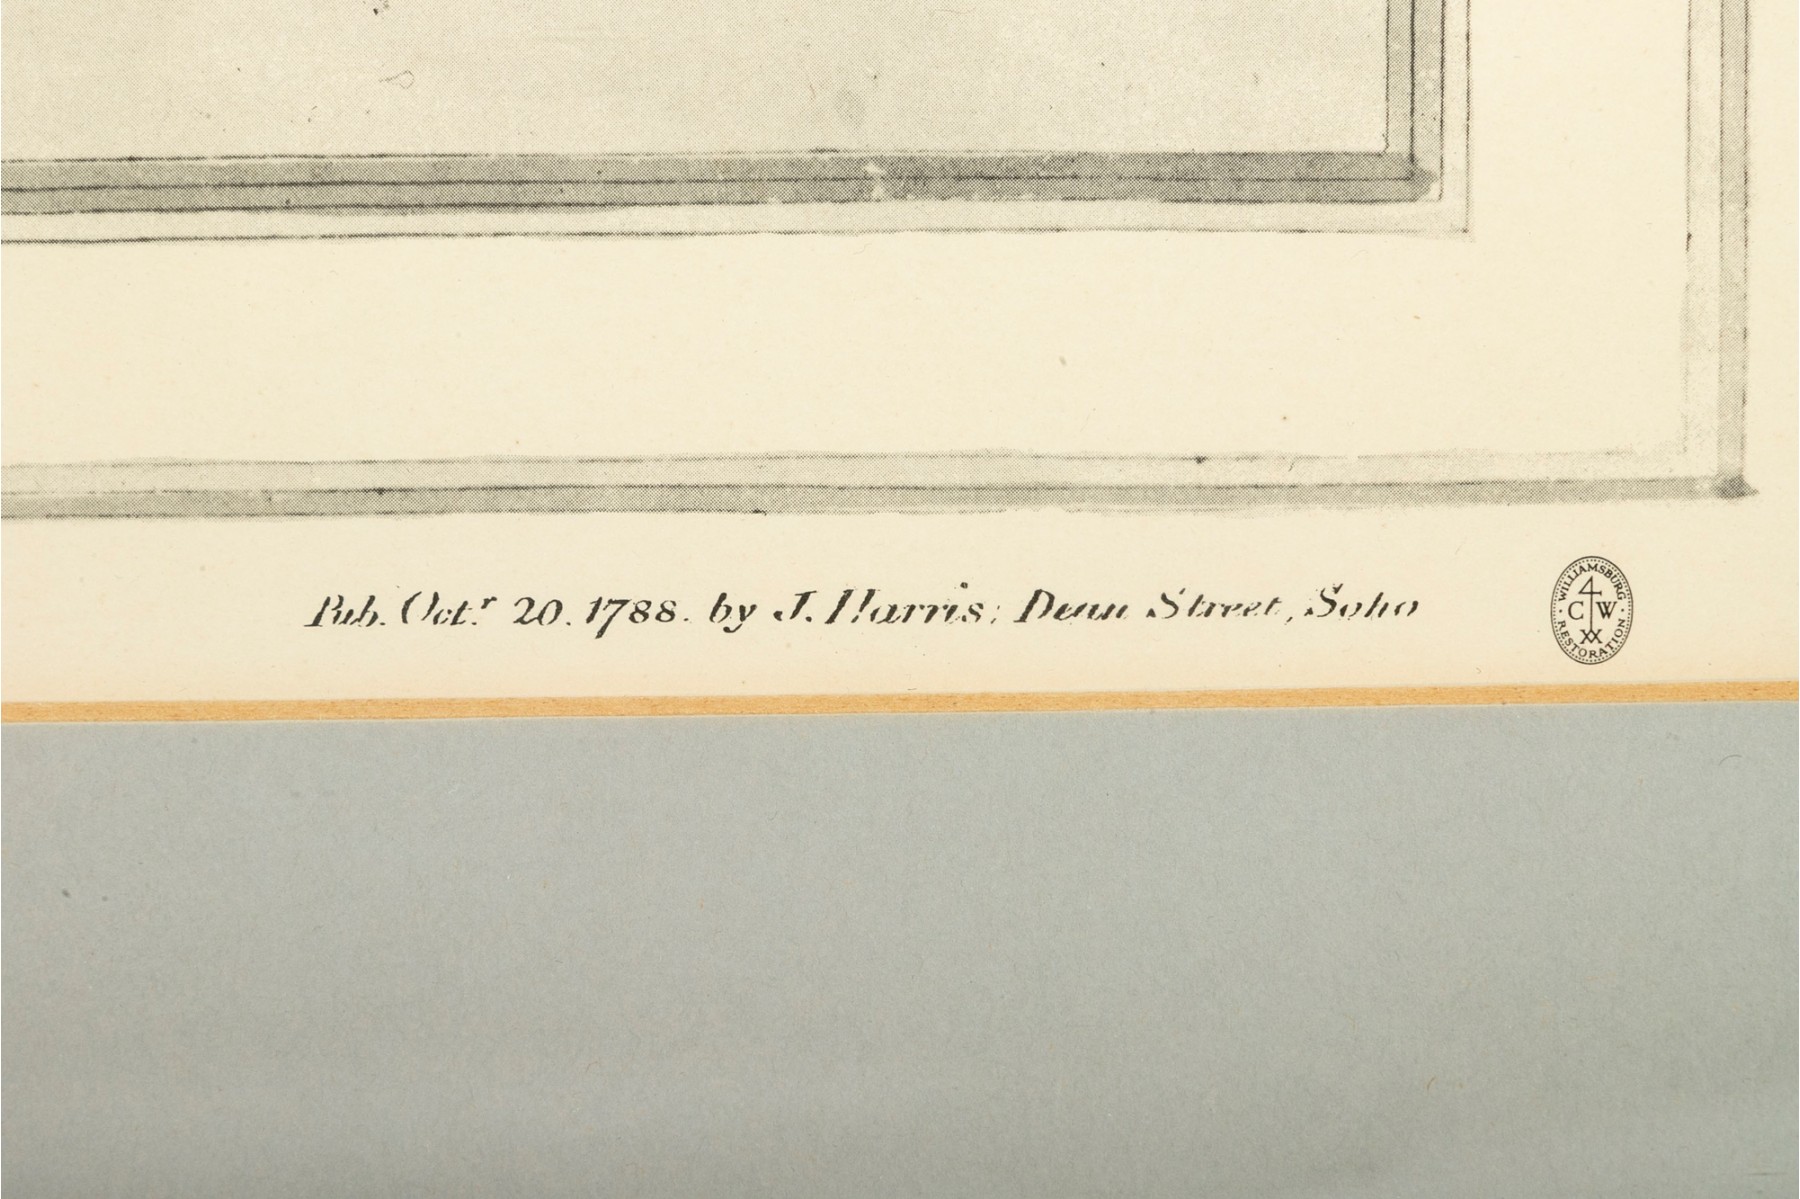 Pub. Octr. 20. 1788. by J. Harris; Dean Street, Soho
WILLIAMSBURG
C W
RESTORATION